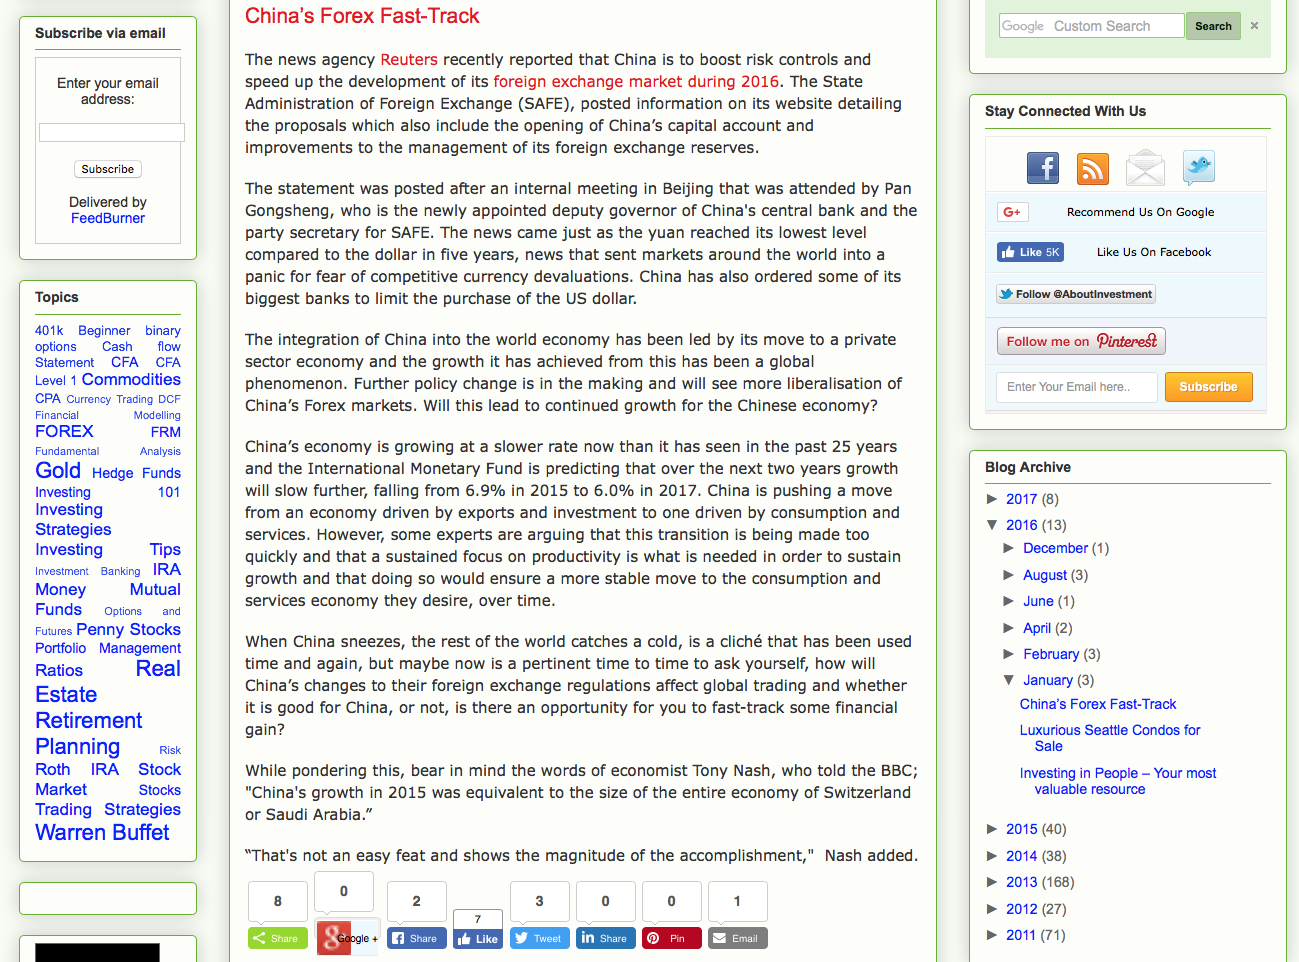 Subscribe via email
Enter your email
address:
Subscribe
Delivered by
FeedBurner
Topics
401k Beginner binary
options Cash flow
Statement CFA CFA
Level 1 Commodities
CPA Currency Trading DCF
Financial Modelling
FOREX FRM
Fundamental Analysis
Gold Hedge Funds
Investing 101
Investing
Strategies
Investing Tips
Investment Banking IRA
Money Mutual
Funds Options and
Futures Penny Stocks
Portfolio Management
Ratios Real
Estate
Retirement
Planning Risk
Roth IRA Stock
Market Stocks
Trading Strategies
Warren Buffet
China’s Forex Fast-Track
The news agency Reuters recently reported that China is to boost risk controls and
speed up the development of its foreign exchange market during 2016. The State
Administration of Foreign Exchange (SAFE), posted information on its website detailing
the proposals which also include the opening of China’s capital account and
improvements to the management of its foreign exchange reserves.
The statement was posted after an internal meeting in Beijing that was attended by Pan
Gongsheng, who is the newly appointed deputy governor of China's central bank and the
party secretary for SAFE. The news came just as the yuan reached its lowest level
compared to the dollar in five years, news that sent markets around the world into a
panic for fear of competitive currency devaluations. China has also ordered some of its
biggest banks to limit the purchase of the US dollar.
The integration of China into the world economy has been led by its move to a private
sector economy and the growth it has achieved from this has been a global
phenomenon. Further policy change is in the making and will see more liberalisation of
China’s Forex markets. Will this lead to continued growth for the Chinese economy?
China’s economy is growing at a slower rate now than it has seen in the past 25 years
and the International Monetary Fund is predicting that over the next two years growth
will slow further, falling from 6.9% in 2015 to 6.0% in 2017. China is pushing a move
from an economy driven by exports and investment to one driven by consumption and
services. However, some experts are arguing that this transition is being made too
quickly and that a sustained focus on productivity is what is needed in order to sustain
growth and that doing so would ensure a more stable move to the consumption and
services economy they desire, over time.
When China sneezes, the rest of the world catches a cold, is a cliché that has been used
time and again, but maybe now is a pertinent time to time to ask yourself, how will
China’s changes to their foreign exchange regulations affect global trading and whether
it is good for China, or not, is there an opportunity for you to fast-track some financial
gain?
While pondering this, bear in mind the words of economist Tony Nash, who told the BBC;
"China's growth in 2015 was equivalent to the size of the entire economy of Switzerland
or Saudi Arabia.”
“That's not an easy feat and shows the magnitude of the accomplishment," Nash added.
8 0 2 7 3 0 0 1
Share Google + Share Like Tweet Share Pin Email
Google Custom Search Search ×
Stay Connected With Us
G+ Recommend Us On Google
Like 5K Like Us On Facebook
Follow @AboutInvestment
Follow me on Pinterest
Enter Your Email here.. Subscribe
Blog Archive
► 2017 (8)
▼ 2016 (13)
► December (1)
► August (3)
► June (1)
► April (2)
► February (3)
▼ January (3)
China’s Forex Fast-Track
Luxurious Seattle Condos for
Sale
Investing in People – Your most
valuable resource
► 2015 (40)
► 2014 (38)
► 2013 (168)
► 2012 (27)
► 2011 (71)